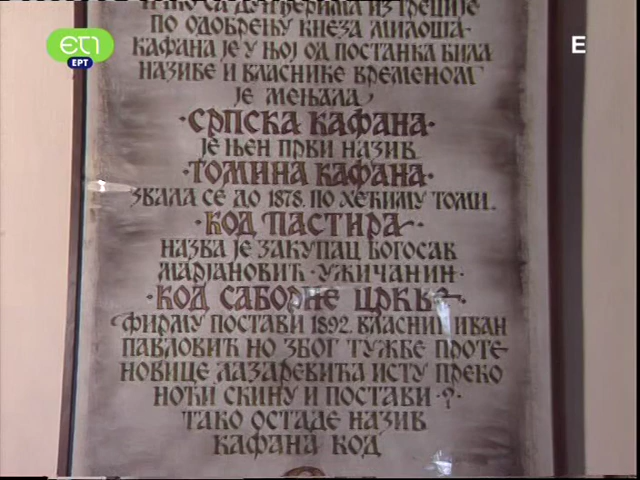 ет1
ЕРТ
E
ПО ОДОБРЕЊУ КНЕЗА МИЛОША·
КАФАНА ЈЕ У ЊОЈ ОД ПОСТАНКА БИЛА
НАЗИВЕ И ВЛАСНИКЕ ВРЕМЕНОМ
ЈЕ МЕЊАЛА,
·СРПСКА КАФАНА·
ЈЕ ЊЕН ПРВИ НАЗИВ
·ТОМИНА КАФАНА·
ЗВАЛА СЕ ДО 1878. ПО ХЕЋИМУ ТОМИ.
·КОД ПАСТИРА·
НАЗВА ЈЕ ЗАКУПАЦ БОГОСАВ
МАРЈАНОВИЋ · УЖИЧАНИН·
·КОД САБОРНЕ ЦРКВЕ·
ФИРМУ ПОСТАВИ 1892. ВЛАСНИК ИВАН
ПАВЛОВИЋ НО ЗБОГ ТУЖБЕ ПРОТЕ
НОВИЦЕ ЛАЗАРЕВИЋА ИСТУ ПРЕКО
НОЋИ СКИНУ И ПОСТАВИ ·?·
ТАКО ОСТАДЕ НАЗИВ
КАФАНА КОД